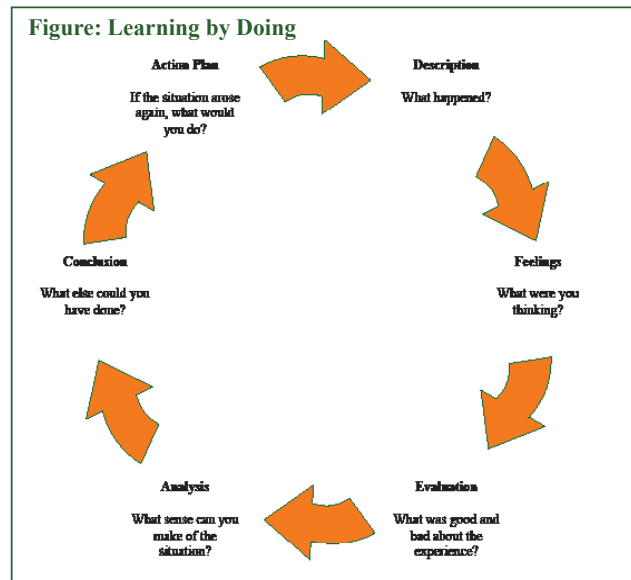 Figure: Learning by Doing
Action Plan
If the situation arose
again, what would
you do?
Description
What happened?
Feelings
What were you
thinking?
Evaluation
What was good and
bad about the
experience?
Analysis
What sense can you
make of the
situation?
Conclusion
What else could you
have done?